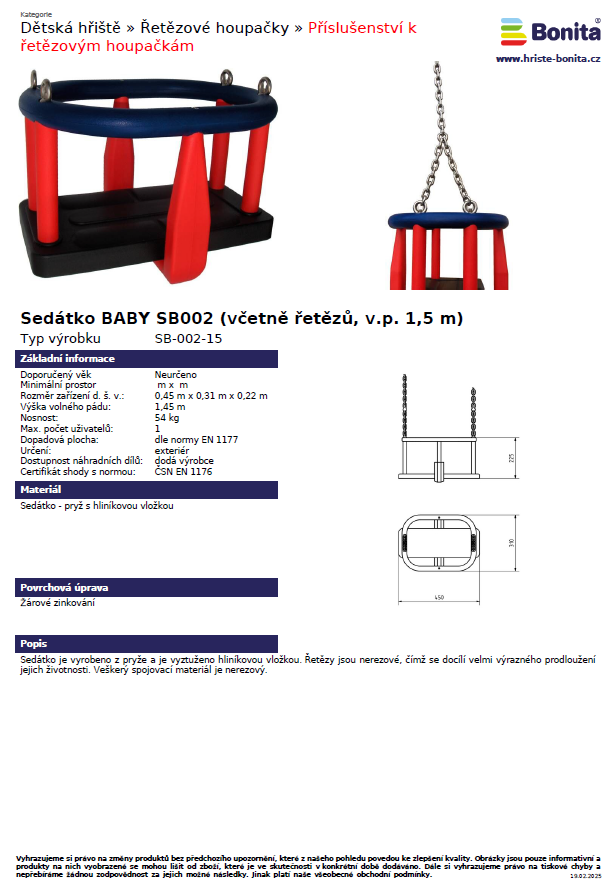 Kategorie
Dětská hřiště » Řetězové houpačky » Příslušenství k
řetězovým houpačkám
Bonita®
www.hriste-bonita.cz
Sedátko BABY SB002 (včetně řetězů, v.p. 1,5 m)
Typ výrobku SB-002-15
Základní informace
Doporučený věk Neurčeno
Minimální prostor m x m
Rozměr zařízení d. š. v.: 0,45 m x 0,31 m x 0,22 m
Výška volného pádu: 1,45 m
Nosnost: 54 kg
Max. počet uživatelů: 1
Dopadová plocha: dle normy EN 1177
Určení: exteriér
Dostupnost náhradních dílů: dodá výrobce
Certifikát shody s normou: ČSN EN 1176
225
Materiál
Sedátko - pryž s hliníkovou vložkou
310
450
Povrchová úprava
Žárové zinkování
Popis
Sedátko je vyrobeno z pryže a je vyztuženo hliníkovou vložkou. Řetězy jsou nerezové, čímž se docílí velmi výrazného prodloužení
jejich životnosti. Veškerý spojovací materiál je nerezový.
Vyhrazujeme si právo na změny produktů bez předchozího upozornění, které z našeho pohledu povedou ke zlepšení kvality. Obrázky jsou pouze informativní a
produkty na nich vyobrazené se mohou lišit od zboží, které je ve skutečnosti v konkrétní době dodáváno. Dále si vyhrazujeme právo na tiskové chyby a
nepřebíráme žádnou zodpovědnost za jejich možné následky. Jinak platí naše všeobecné obchodní podmínky.
19.02.2025